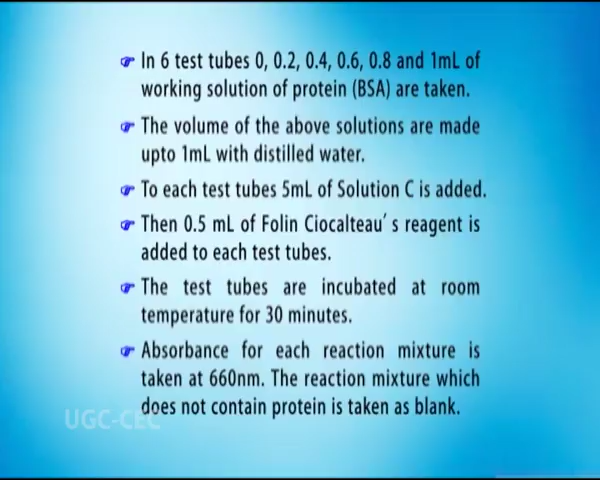 In 6 test tubes 0, 0.2, 0.4, 0.6, 0.8 and 1mL of
working solution of protein (BSA) are taken.
The volume of the above solutions are made
upto 1mL with distilled water.
To each test tubes 5mL of Solution C is added.
Then 0.5 mL of Folin Ciocalteau´s reagent is
added to each test tubes.
The test tubes are incubated at room
temperature for 30 minutes.
Absorbance for each reaction mixture is
taken at 660nm. The reaction mixture which
does not contain protein is taken as blank.
UGC-CEC